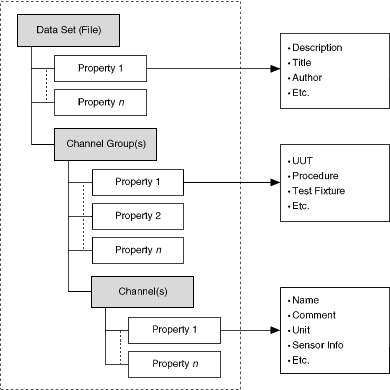 Data Set (File)
Property 1
Property n
• Description
• Title
• Author
• Etc.
Channel Group(s)
Property 1
Property 2
Property n
• UUT
• Procedure
• Test Fixture
• Etc.
Channel(s)
Property 1
Property n
• Name
• Comment
• Unit
• Sensor Info
• Etc.